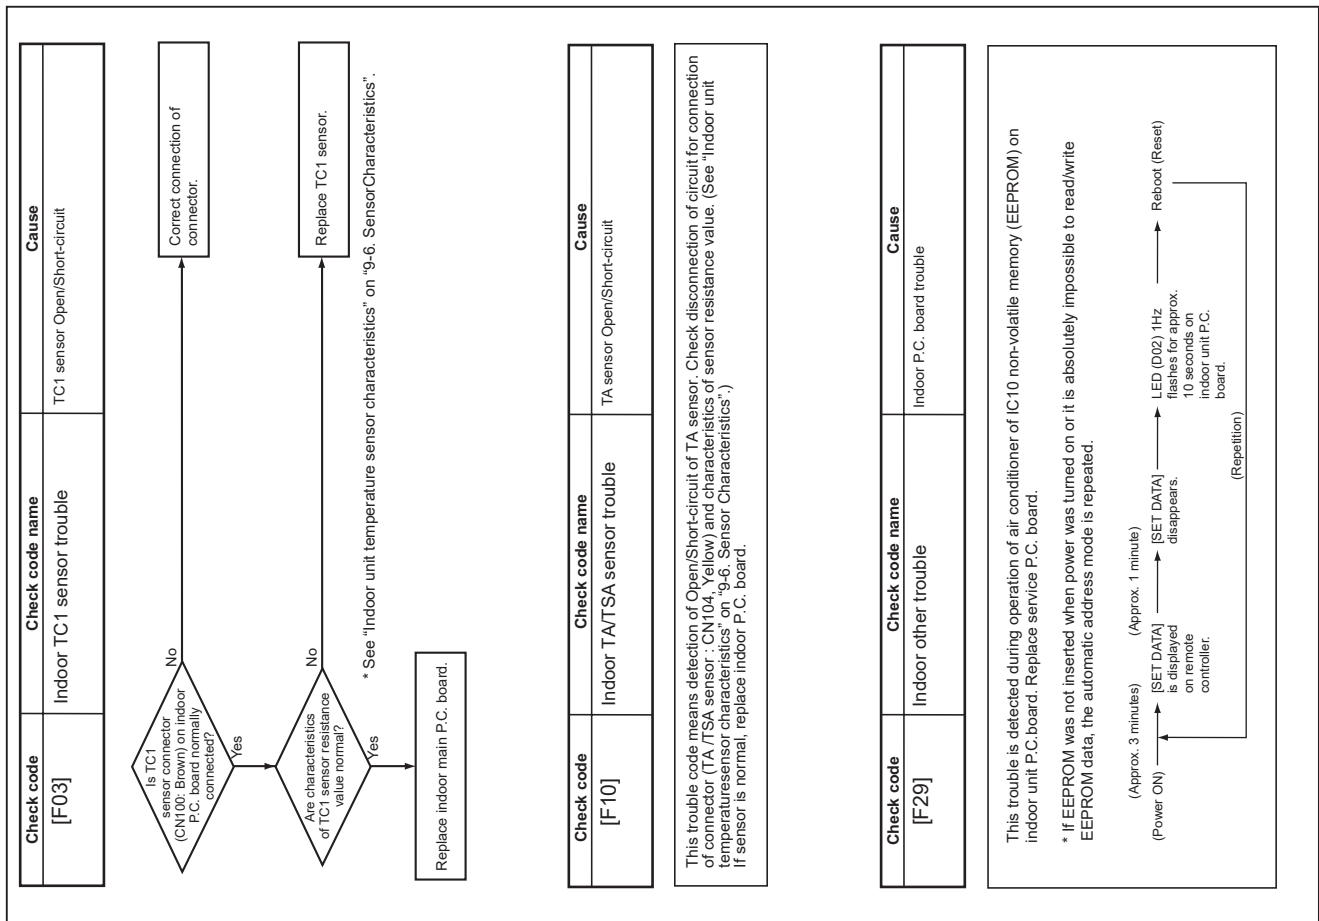 Check code
Check code name
Cause
[F03]
Indoor TC1 sensor trouble
TC1 sensor Open/Short-circuit
Is TC1
sensor connector
(CN100: Brown) on indoor
P.C. board normally
connected?
No
Correct connection of
connector.
Yes
Are characteristics
of TC1 sensor resistance
value normal?
No
Replace TC1 sensor.
Yes
* See “Indoor unit temperature sensor characteristics” on “9-6. SensorCharacteristics”.
Replace indoor main P.C. board.
Check code
Check code name
Cause
[F10]
Indoor TA/TSA sensor trouble
TA sensor Open/Short-circuit
This trouble code means detection of Open/Short-circuit of TA sensor. Check disconnection of circuit for connection
of connector (TA /TSA sensor : CN104, Yellow) and characteristics of sensor resistance value. (See “Indoor unit
temperaturesensor characteristics” on “9-6. Sensor Characteristics”.)
If sensor is normal, replace indoor P.C. board.
Check code
Check code name
Cause
[F29]
Indoor other trouble
Indoor P.C. board trouble
This trouble is detected during operation of air conditioner of IC10 non-volatile memory (EEPROM) on
indoor unit P.C.board. Replace service P.C. board.
* If EEPROM was not inserted when power was turned on or it is absolutely impossible to read/write
EEPROM data, the automatic address mode is repeated.
(Approx. 3 minutes)
(Approx. 1 minute)
(Power ON)
[SET DATA]
is displayed
on remote
controller.
[SET DATA]
disappears.
LED (D02) 1Hz
flashes for approx.
10 seconds on
indoor unit P.C.
board.
Reboot (Reset)
(Repetition)